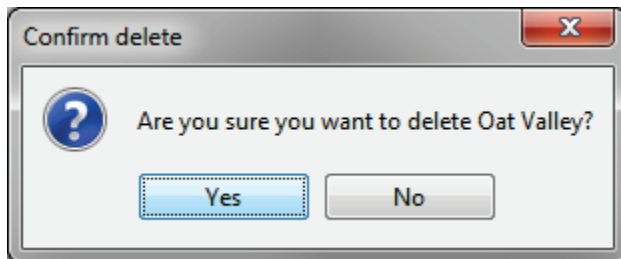 Confirm delete
Are you sure you want to delete Oat Valley?
Yes No